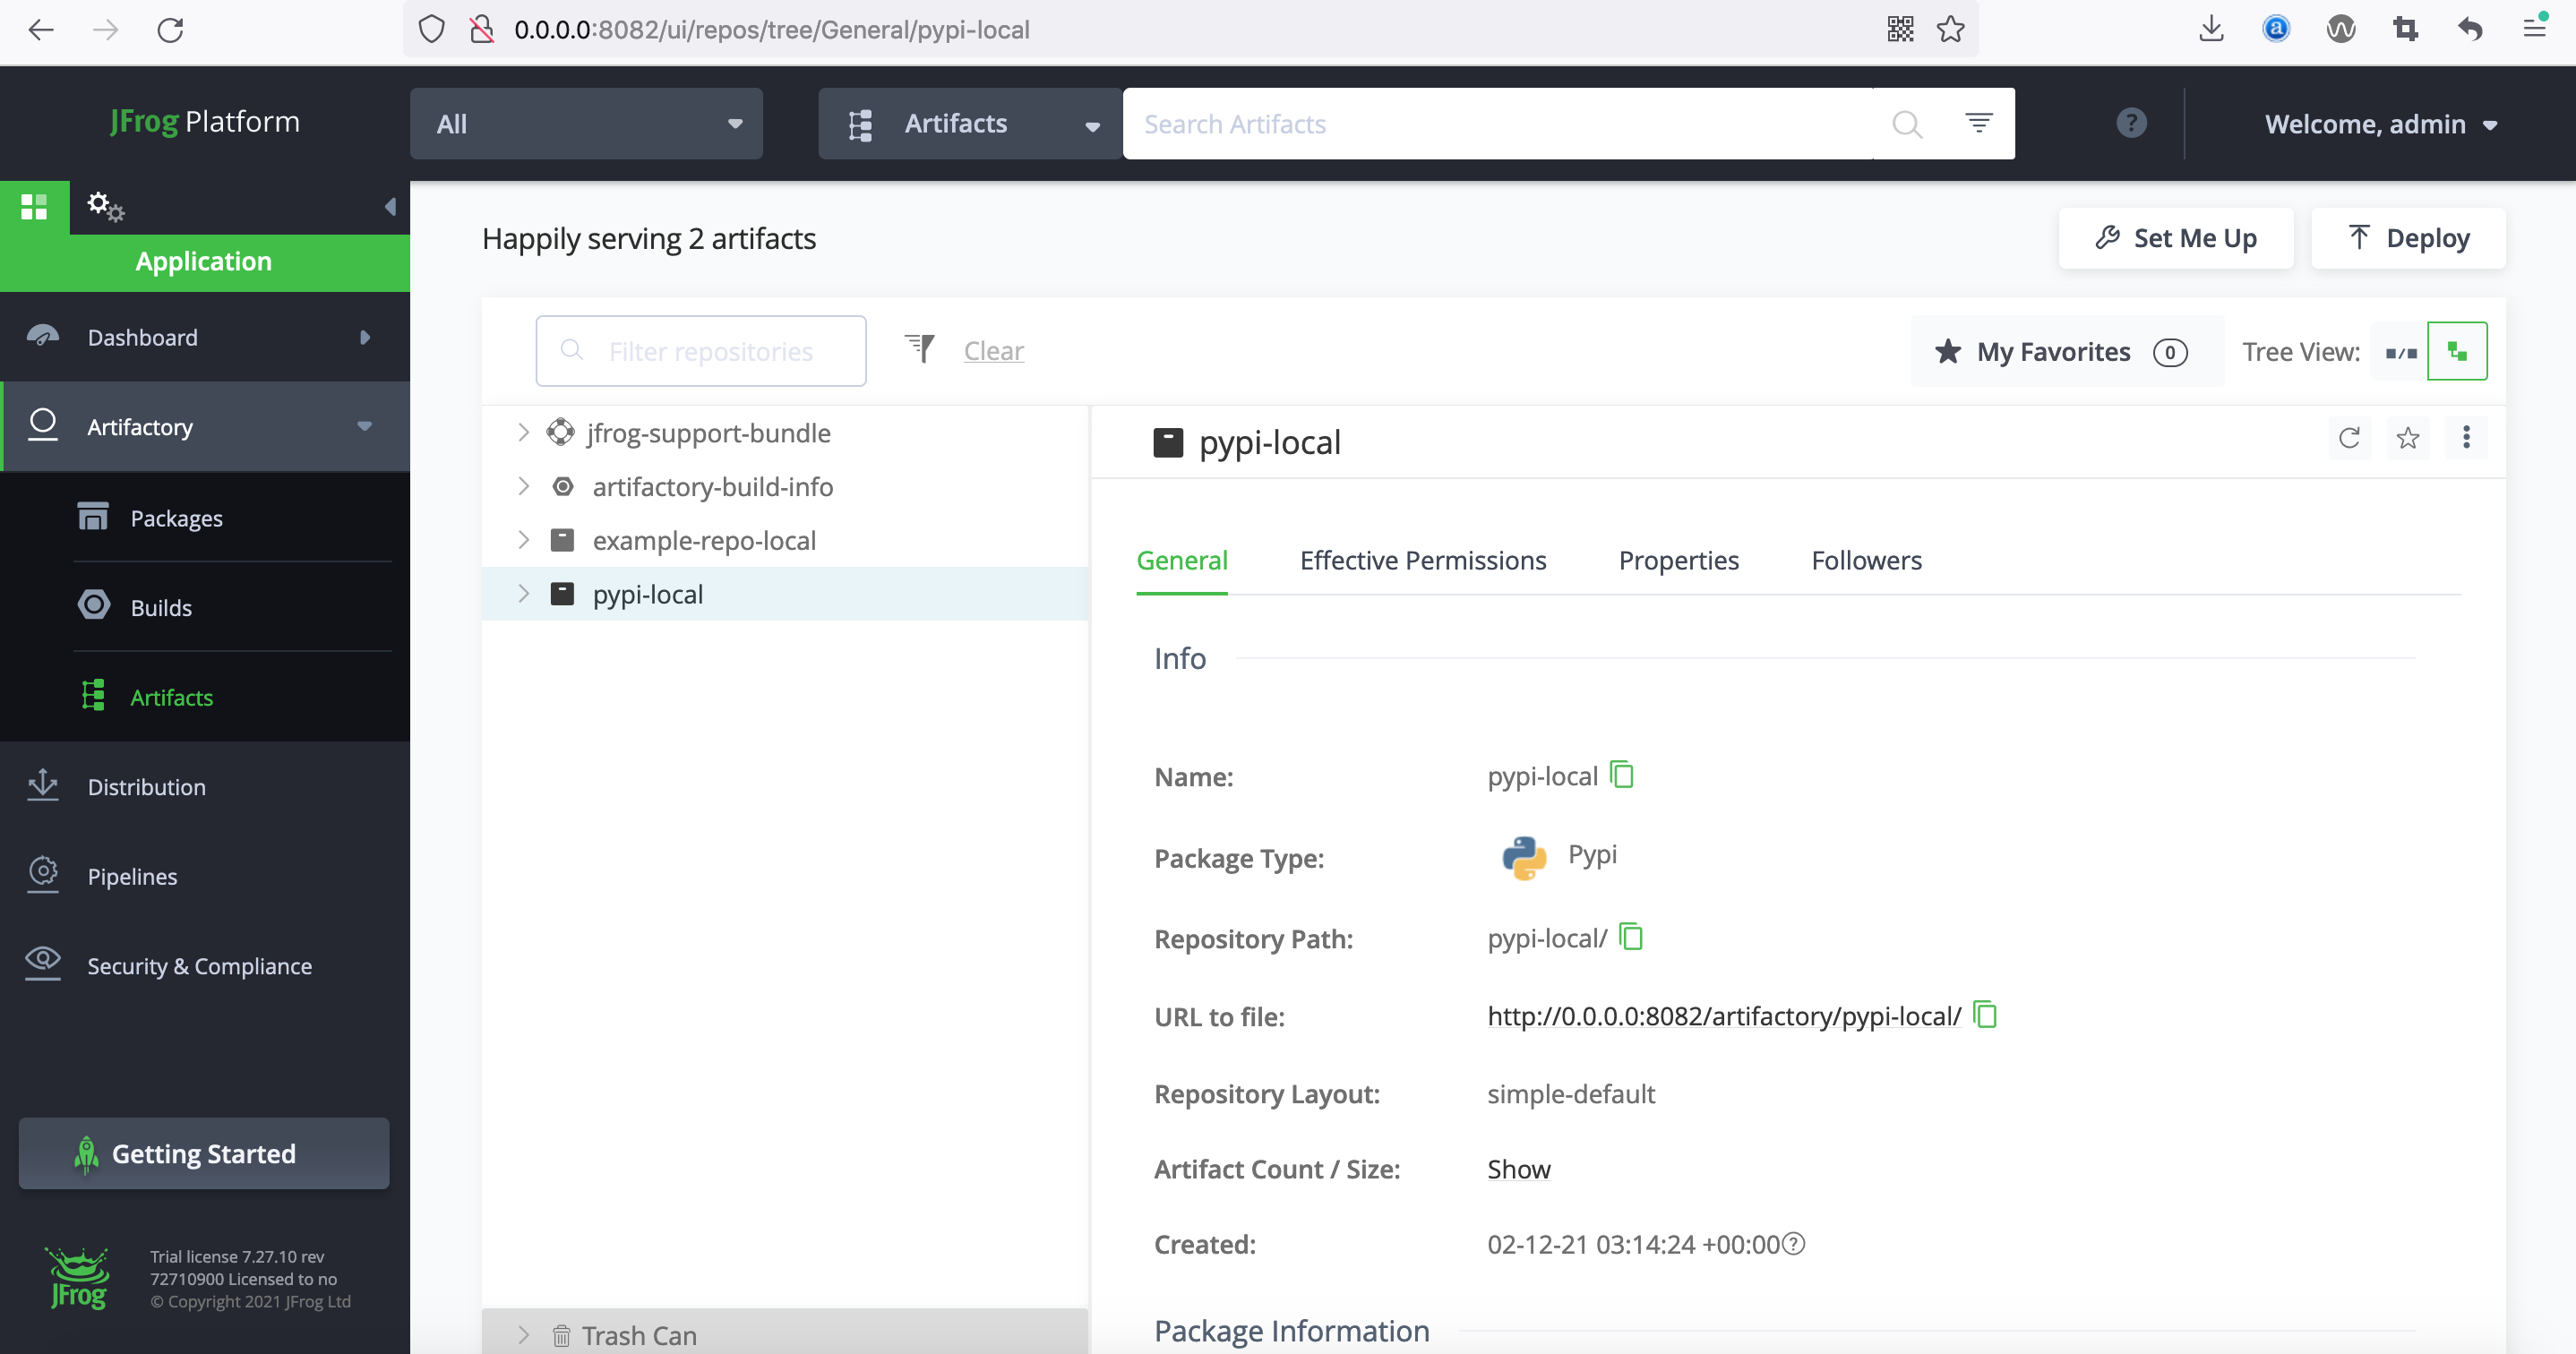 0.0.0.0:8082/ui/repos/tree/General/pypi-local
JFrog Platform
All
Artifacts
Search Artifacts
?
Welcome, admin
Application
Dashboard
Artifactory
Packages
Builds
Artifacts
Distribution
Pipelines
Security & Compliance
Getting Started
JFrog
Trial license 7.27.10 rev
72710900 Licensed to no
© Copyright 2021 JFrog Ltd
Happily serving 2 artifacts
Set Me Up
Deploy
Filter repositories
Clear
My Favorites 0
Tree View:
jfrog-support-bundle
artifactory-build-info
example-repo-local
pypi-local
Trash Can
pypi-local
General
Effective Permissions
Properties
Followers
Info
Name: pypi-local
Package Type: Pypi
Repository Path: pypi-local/
URL to file: http://0.0.0.0:8082/artifactory/pypi-local/
Repository Layout: simple-default
Artifact Count / Size: Show
Created: 02-12-21 03:14:24 +00:00
Package Information